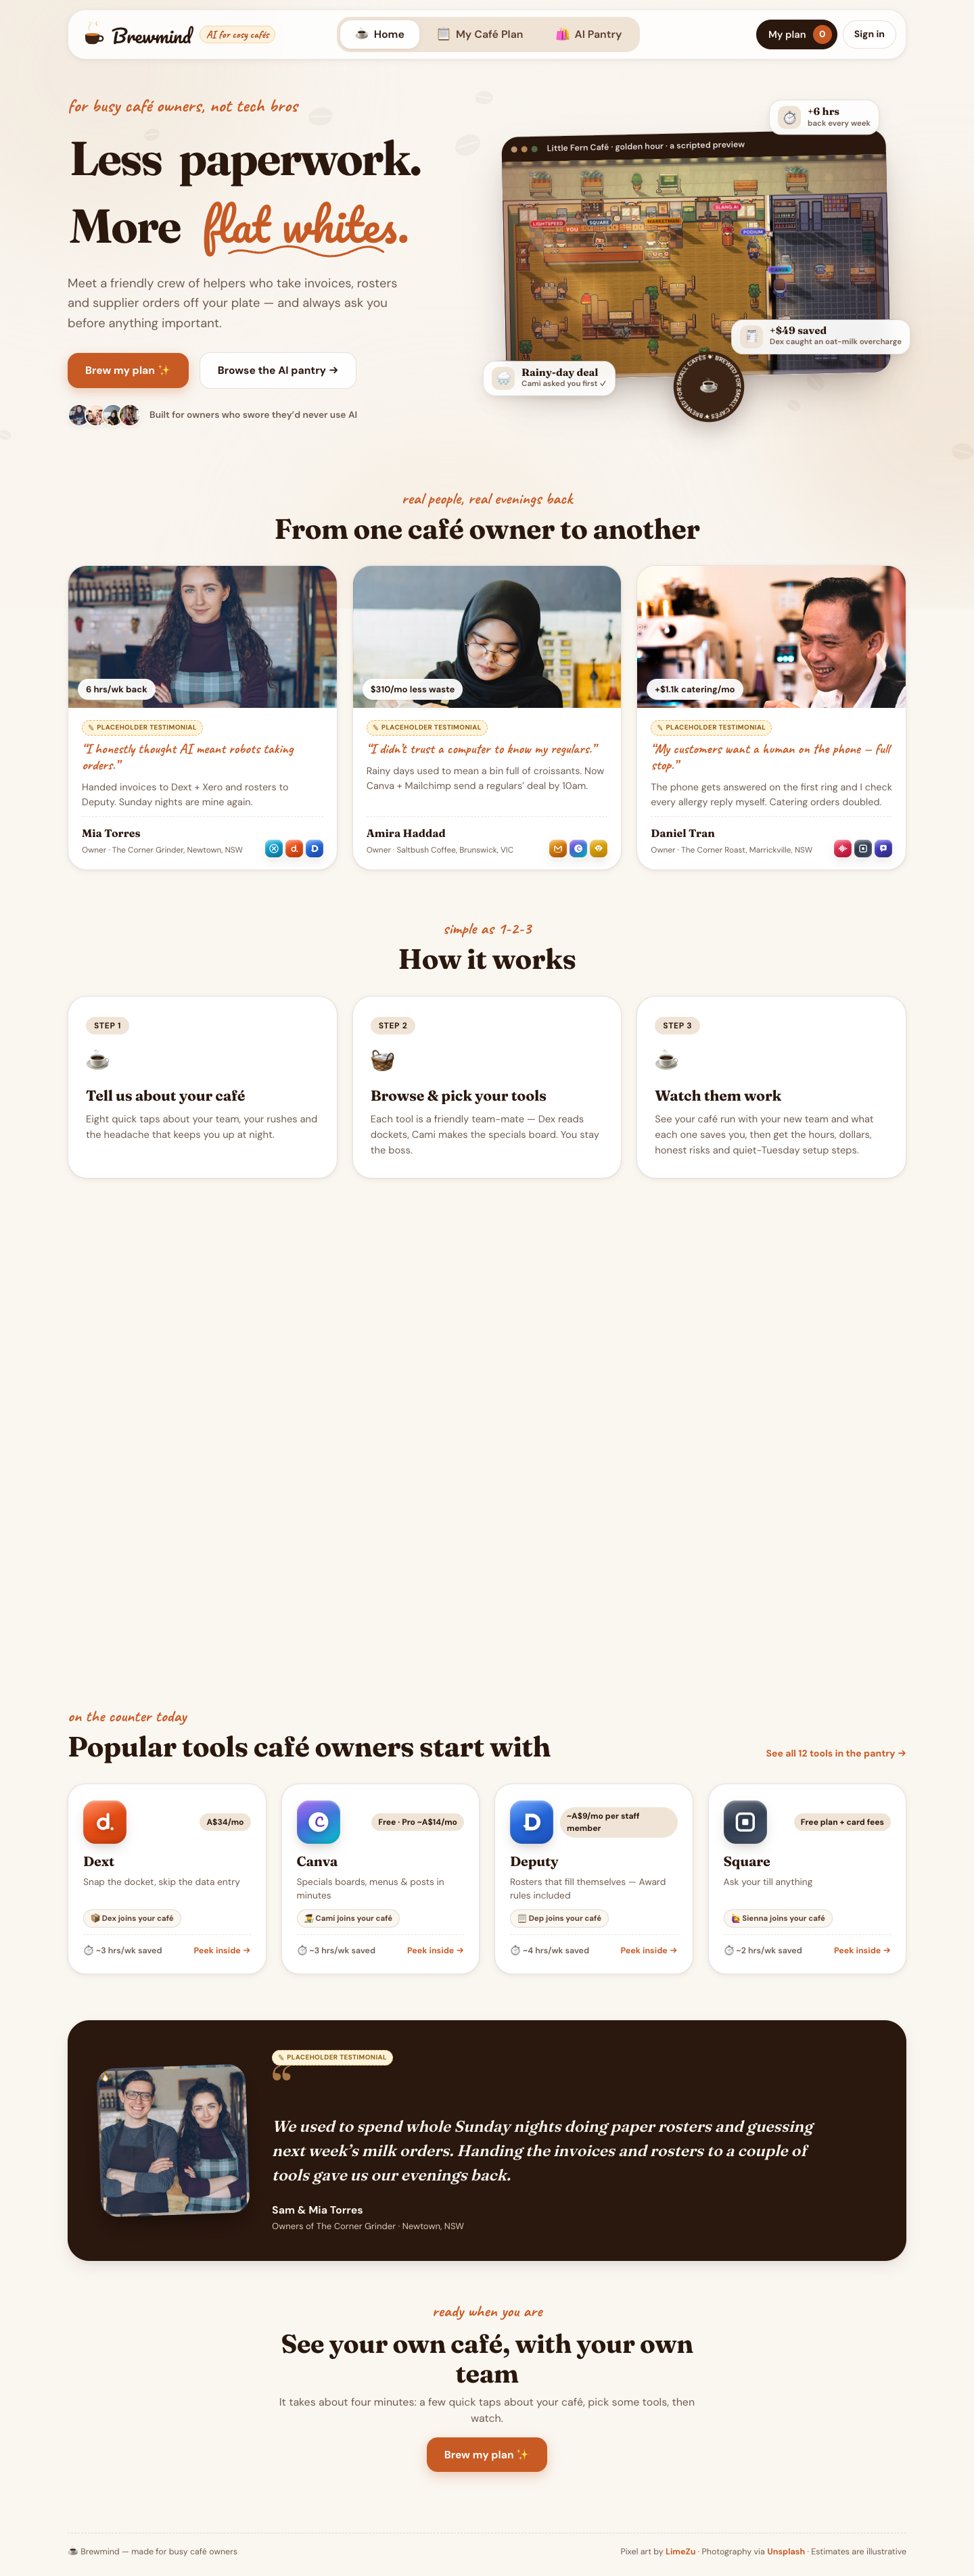 Brewmind
AI for cosy cafés
Home
My Café Plan
AI Pantry
My plan 0
Sign in
for busy café owners, not tech bros
Less paperwork.
More flat whites.
Meet a friendly crew of helpers who take invoices, rosters
and supplier orders off your plate — and always ask you
before anything important.
Brew my plan
Browse the AI pantry →
Built for owners who swore they'd never use AI
+6 hrs
back every week
Little Fern Café · golden hour · a scripted preview
LIGHTSPEED
YOU
SQUARE
MARKETMAN
SLANG.AI
PODIUM
CANVA
+$49 saved
Dex caught an oat-milk overcharge
Rainy-day deal
Cami asked you first ✓
BREWED FOR SMALL CAFÉS
real people, real evenings back
From one café owner to another
6 hrs/wk back
PLACEHOLDER TESTIMONIAL
“I honestly thought AI meant robots taking
orders.”
Handed invoices to Dext + Xero and rosters to
Deputy. Sunday nights are mine again.
Mia Torres
Owner · The Corner Grinder, Newtown, NSW
$310/mo less waste
PLACEHOLDER TESTIMONIAL
“I didn't trust a computer to know my regulars.”
Rainy days used to mean a bin full of croissants. Now
Canva + Mailchimp send a regulars’ deal by 10am.
Amira Haddad
Owner · Saltbush Coffee, Brunswick, VIC
+$1.1k catering/mo
PLACEHOLDER TESTIMONIAL
“My customers want a human on the phone — full
stop.”
The phone gets answered on the first ring and I check
every allergy reply myself. Catering orders doubled.
Daniel Tran
Owner · The Corner Roast, Marrickville, NSW
simple as 1-2-3
How it works
STEP 1
Tell us about your café
Eight quick taps about your team, your rushes and
the headache that keeps you up at night.
STEP 2
Browse & pick your tools
Each tool is a friendly team-mate — Dex reads
dockets, Cami makes the specials board. You stay
the boss.
STEP 3
Watch them work
See your café run with your new team and what
each one saves you, then get the hours, dollars,
honest risks and quiet-Tuesday setup steps.
on the counter today
Popular tools café owners start with
See all 12 tools in the pantry →
d.
A$34/mo
Dext
Snap the docket, skip the data entry
Dex joins your café
~3 hrs/wk saved
Peek inside →
C
Free · Pro ~A$14/mo
Canva
Specials boards, menus & posts in
minutes
Cami joins your café
~3 hrs/wk saved
Peek inside →
D
~A$9/mo per staff
member
Deputy
Rosters that fill themselves — Award
rules included
Dep joins your café
~4 hrs/wk saved
Peek inside →
Free plan + card fees
Square
Ask your till anything
Sienna joins your café
~2 hrs/wk saved
Peek inside →
PLACEHOLDER TESTIMONIAL
“
We used to spend whole Sunday nights doing paper rosters and guessing
next week’s milk orders. Handing the invoices and rosters to a couple of
tools gave us our evenings back.
Sam & Mia Torres
Owners of The Corner Grinder · Newtown, NSW
ready when you are
See your own café, with your own
team
It takes about four minutes: a few quick taps about your café, pick some tools, then
watch.
Brew my plan
Brewmind — made for busy café owners
Pixel art by LimeZu · Photography via Unsplash · Estimates are illustrative